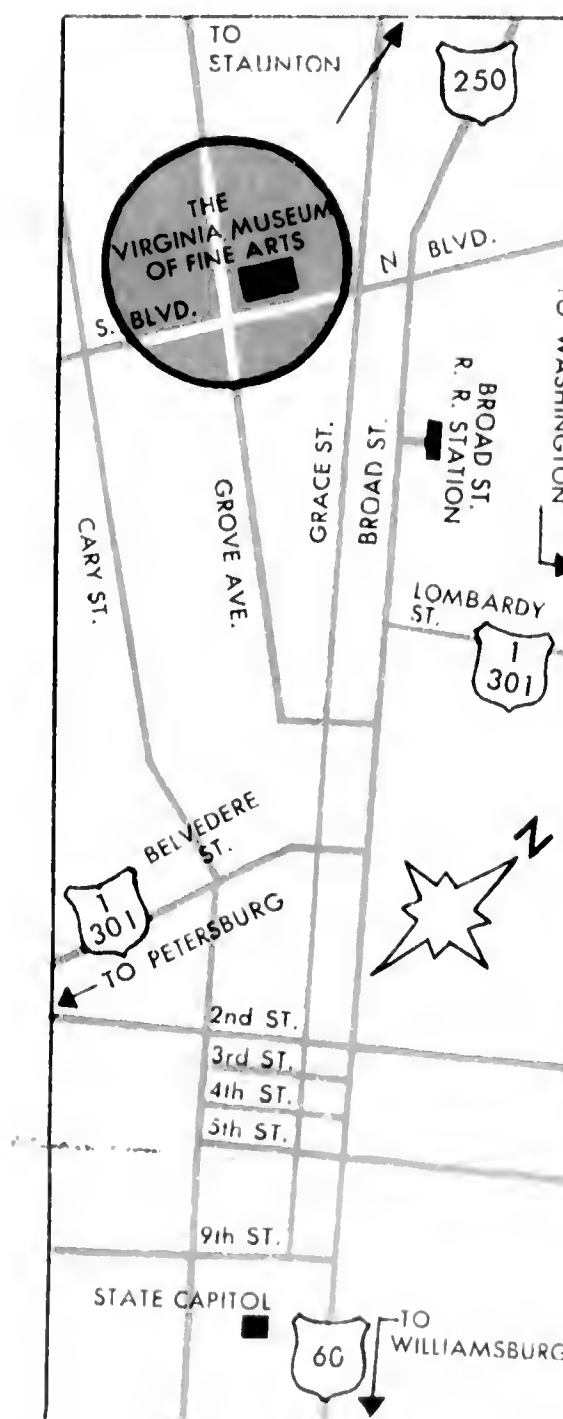 TO
STAUNTON
250
THE
VIRGINIA MUSEUM
OF FINE ARTS
N BLVD.
S. BLVD.
TO WASHINGTON
BROAD ST.
R. R. STATION
GRACE ST.
BROAD ST.
GROVE AVE.
CARY ST.
LOMBARDY
ST.
1
301
BELVEDERE
ST.
N
1
301
TO PETERSBURG
2nd ST.
3rd ST.
4th ST.
5th ST.
9th ST.
STATE CAPITOL
60
TO
WILLIAMSBURG